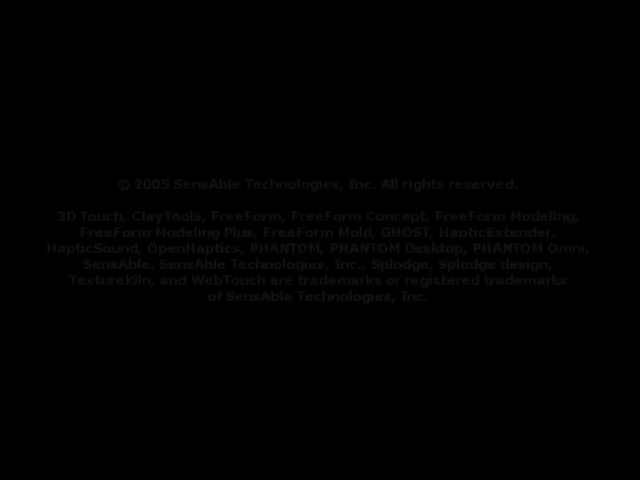 © 2005 SensAble Technologies, Inc. All rights reserved.
3D Touch, ClayTools, FreeForm, FreeForm Concept, FreeForm Modeling,
FreeForm Modeling Plus, FreeForm Mold, GHOST, HapticExtender,
HapticSound, OpenHaptics, PHANTOM, PHANTOM Desktop, PHANTOM Omni,
SensAble, SensAble Technologies, Inc., Splodge, Splodge design,
TextureKiln, and WebTouch are trademarks or registered trademarks
of SensAble Technologies, Inc.